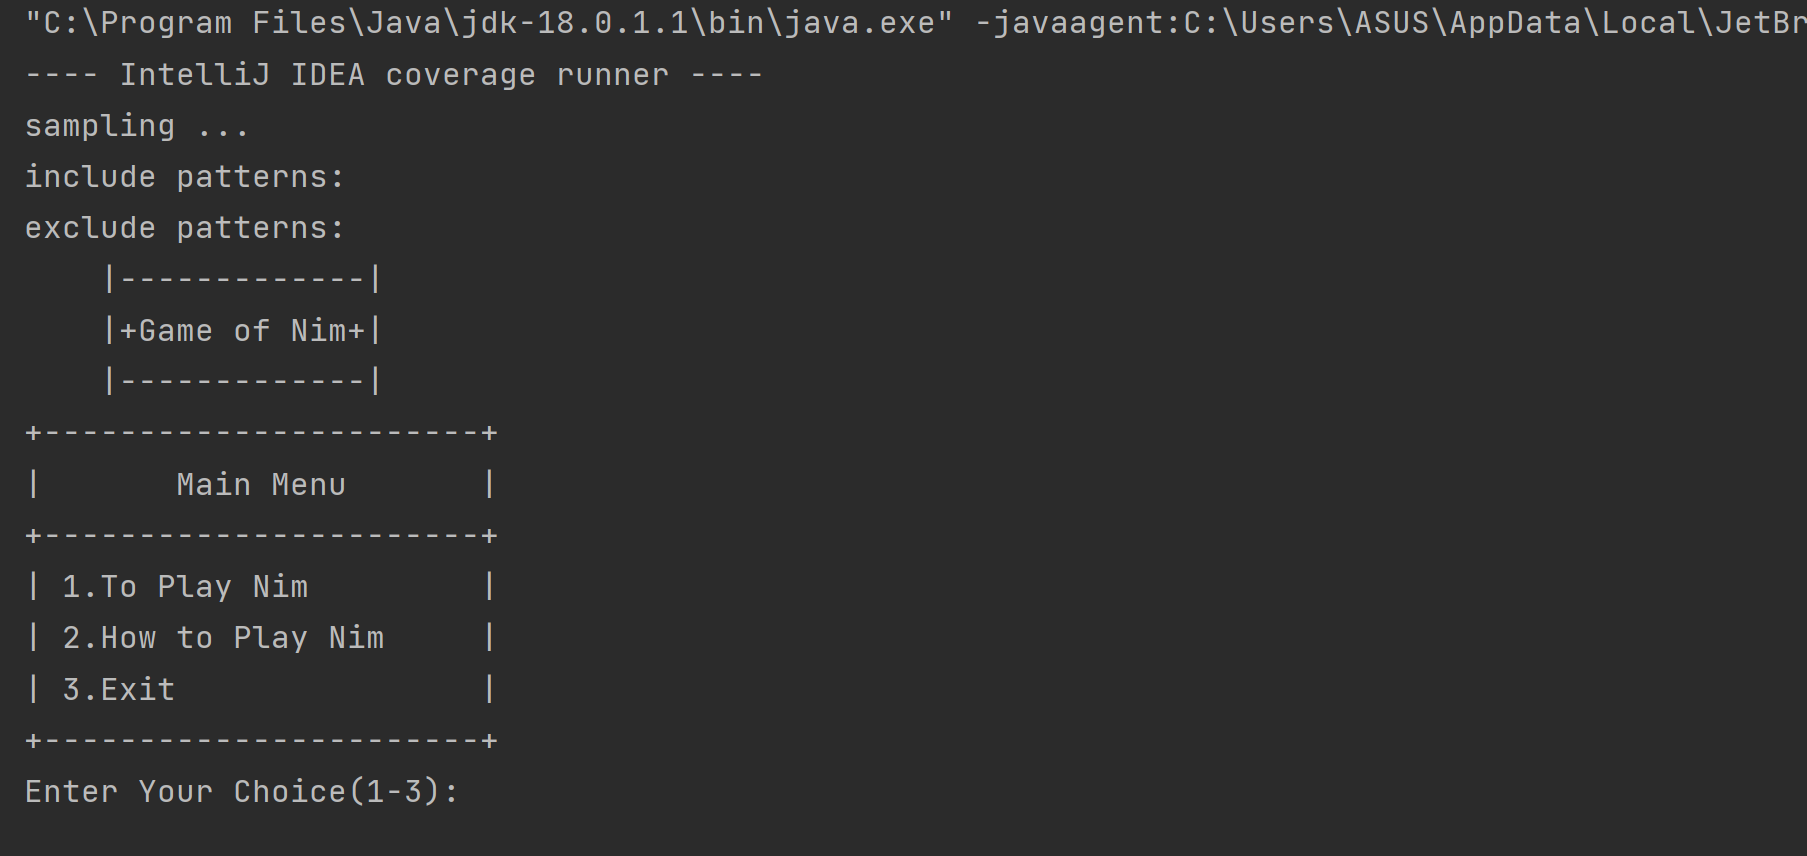 "C:\Program Files\Java\jdk-18.0.1.1\bin\java.exe" -javaagent:C:\Users\ASUS\AppData\Local\JetBr
---- IntelliJ IDEA coverage runner ----
sampling ...
include patterns:
exclude patterns:
    |-------------|
    |+Game of Nim+|
    |-------------|
+-----------------------+
|       Main Menu       |
+-----------------------+
| 1.To Play Nim         |
| 2.How to Play Nim     |
| 3.Exit                |
+-----------------------+
Enter Your Choice(1-3):